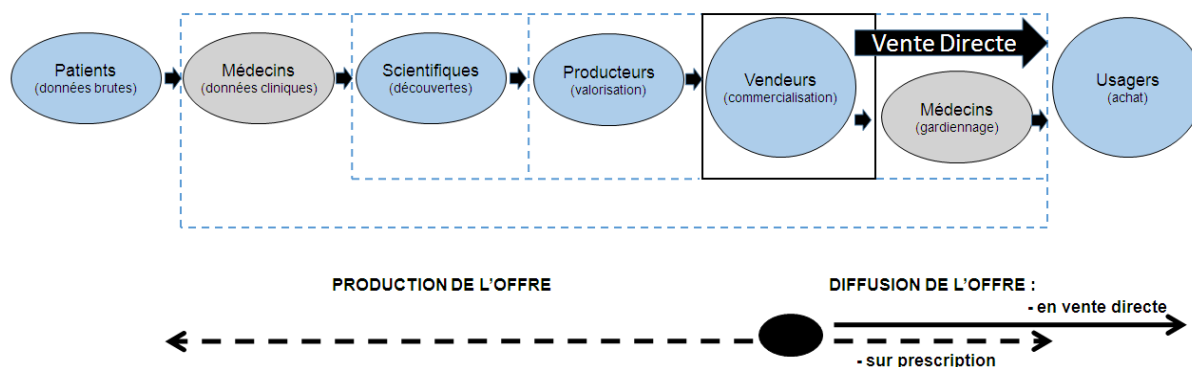 Patients
(données brutes)
Médecins
(données cliniques)
Scientifiques
(découvertes)
Producteurs
(valorisation)
Vendeurs
(commercialisation)
Vente Directe
Médecins
(gardiennage)
Usagers
(achat)
PRODUCTION DE L'OFFRE
DIFFUSION DE L'OFFRE :
- en vente directe
- sur prescription